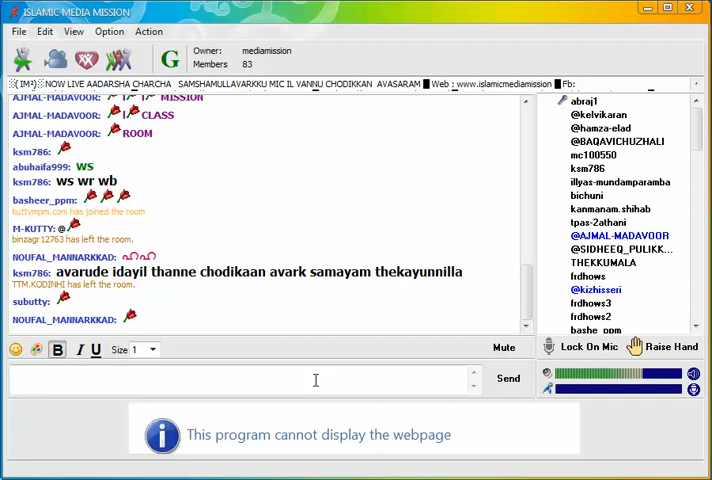 ISLAMIC MEDIA MISSION
File Edit View Option Action
Owner: mediamission
Members 83
G
(IM²) NOW LIVE AADARSHA CHARCHA SAMSHAMULLAVARKKU MIC IL VANNU CHODIKKAN AVASARAM Web : www.islamicmediamission Fb:
AJMAL-MADAVOOR: I I MISSION
AJMAL-MADAVOOR: I CLASS
AJMAL-MADAVOOR: ROOM
ksm786:
abuhaifa999: ws
ksm786: ws wr wb
basheer_ppm:
kuttympm.com has joined the room
M-KUTTY: @
binzagr12763 has left the room.
NOUFAL_MANNARKKAD: ഹഹ
ksm786: avarude idayil thanne chodikaan avark samayam thekayunnilla
TTM.KODINHI has left the room.
subutty:
NOUFAL_MANNARKKAD:
abraj1
@kelvikaran
@hamza-elad
@BAQAVICHUZHALI
mc100550
ksm786
illyas-mundamparamba
bichuni
kanmanam.shihab
tpas-2athani
@AJMAL-MADAVOOR
@SIDHEEQ_PULIKK...
THEKKUMALA
frdhows
@kizhisseri
frdhows3
frdhows2
bashe ppm
B I U Size 1 Mute
Lock On Mic Raise Hand
Send
This program cannot display the webpage